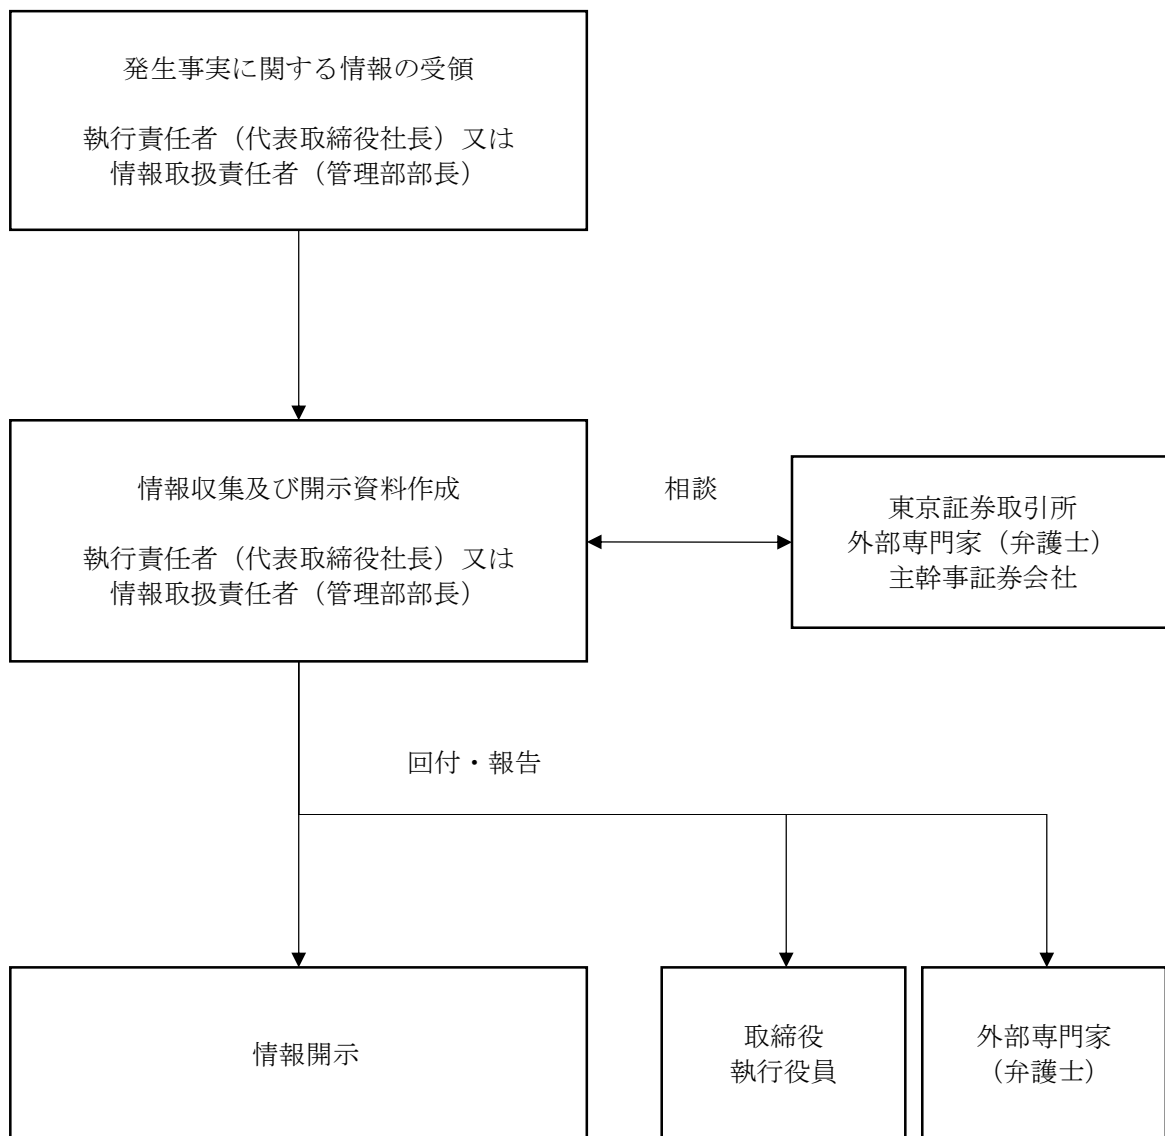 発生事実に関する情報の受領
執行責任者（代表取締役社長）又は
情報取扱責任者（管理部部長）
情報収集及び開示資料作成
執行責任者（代表取締役社長）又は
情報取扱責任者（管理部部長）
相談
東京証券取引所
外部専門家（弁護士）
主幹事証券会社
回付・報告
情報開示
取締役
執行役員
外部専門家
（弁護士）